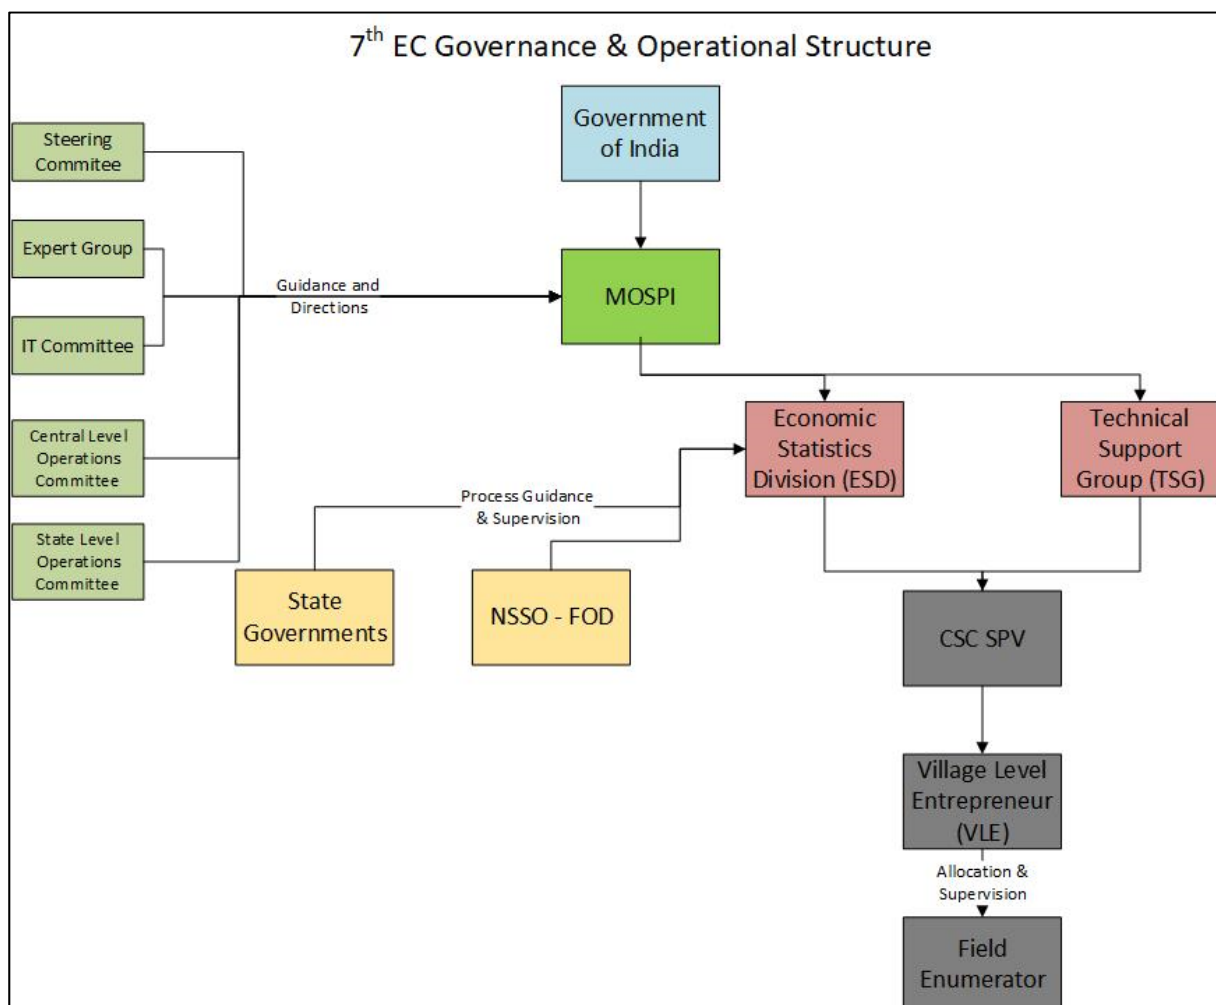 7th EC Governance & Operational Structure
Government
of India
Steering
Commitee
Expert Group
IT Committee
Central Level
Operations
Committee
State Level
Operations
Committee
Guidance and
Directions
MOSPI
Economic
Statistics
Division (ESD)
Technical
Support
Group (TSG)
Process Guidance
& Supervision
State
Governments
NSSO - FOD
CSC SPV
Village Level
Entrepreneur
(VLE)
Allocation &
Supervision
Field
Enumerator